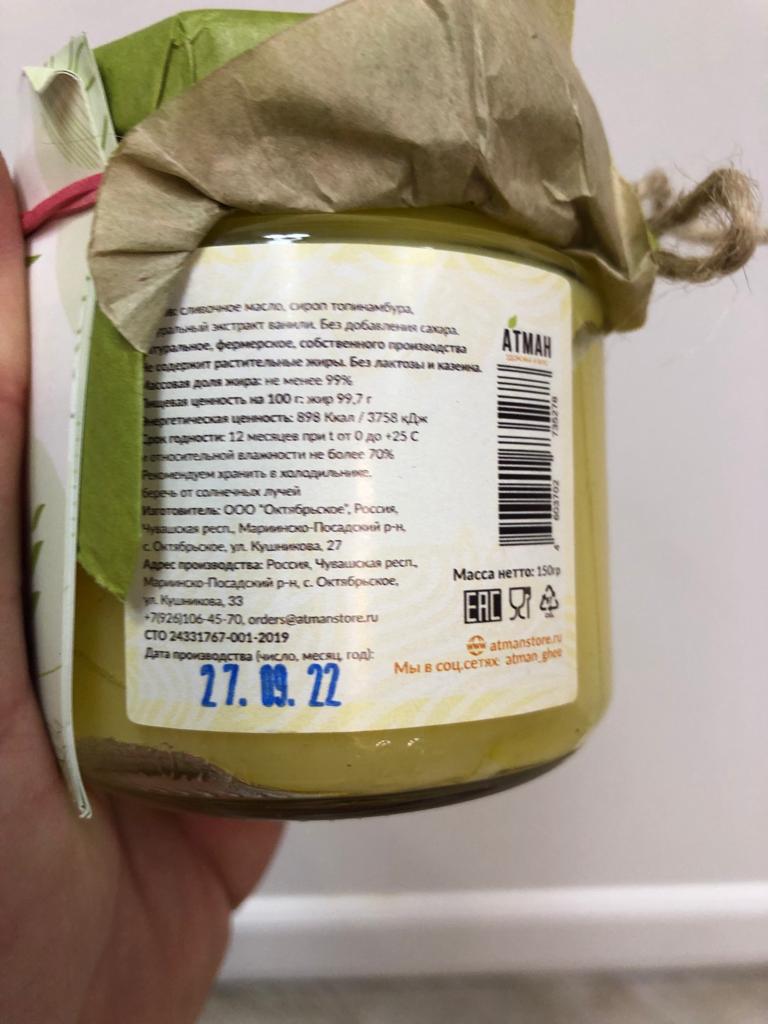 сливочное масло, сироп топинамбура,
экстракт ванили. Без добавления сахара.
фермерское, собственного производства
Не содержит растительные жиры. Без лактозы и казеина.
Массовая доля жира: не менее 99%
Пищевая ценность на 100 г: жир 99,7 г
Энергетическая ценность: 898 Ккал / 3758 кДж
Срок годности: 12 месяцев при t от 0 до +25 С
и относительной влажности не более 70%
Рекомендуем хранить в холодильнике,
беречь от солнечных лучей
Изготовитель: ООО "Октябрьское", Россия,
Чувашская респ., Мариинско-Посадский р-н,
с. Октябрьское, ул. Кушникова, 27
Адрес производства: Россия, Чувашская респ.,
Мариинско-Посадский р-н, с. Октябрьское,
ул. Кушникова, 33
+7(926)106-45-70, orders@atmanstore.ru
СТО 24331767-001-2019
Дата производства (число, месяц, год):
27. 09. 22
АТМАН
4 603702 735278
Масса нетто: 150гр
ЕАС
www atmanstore.ru
Мы в соц.сетях: atman_ghee